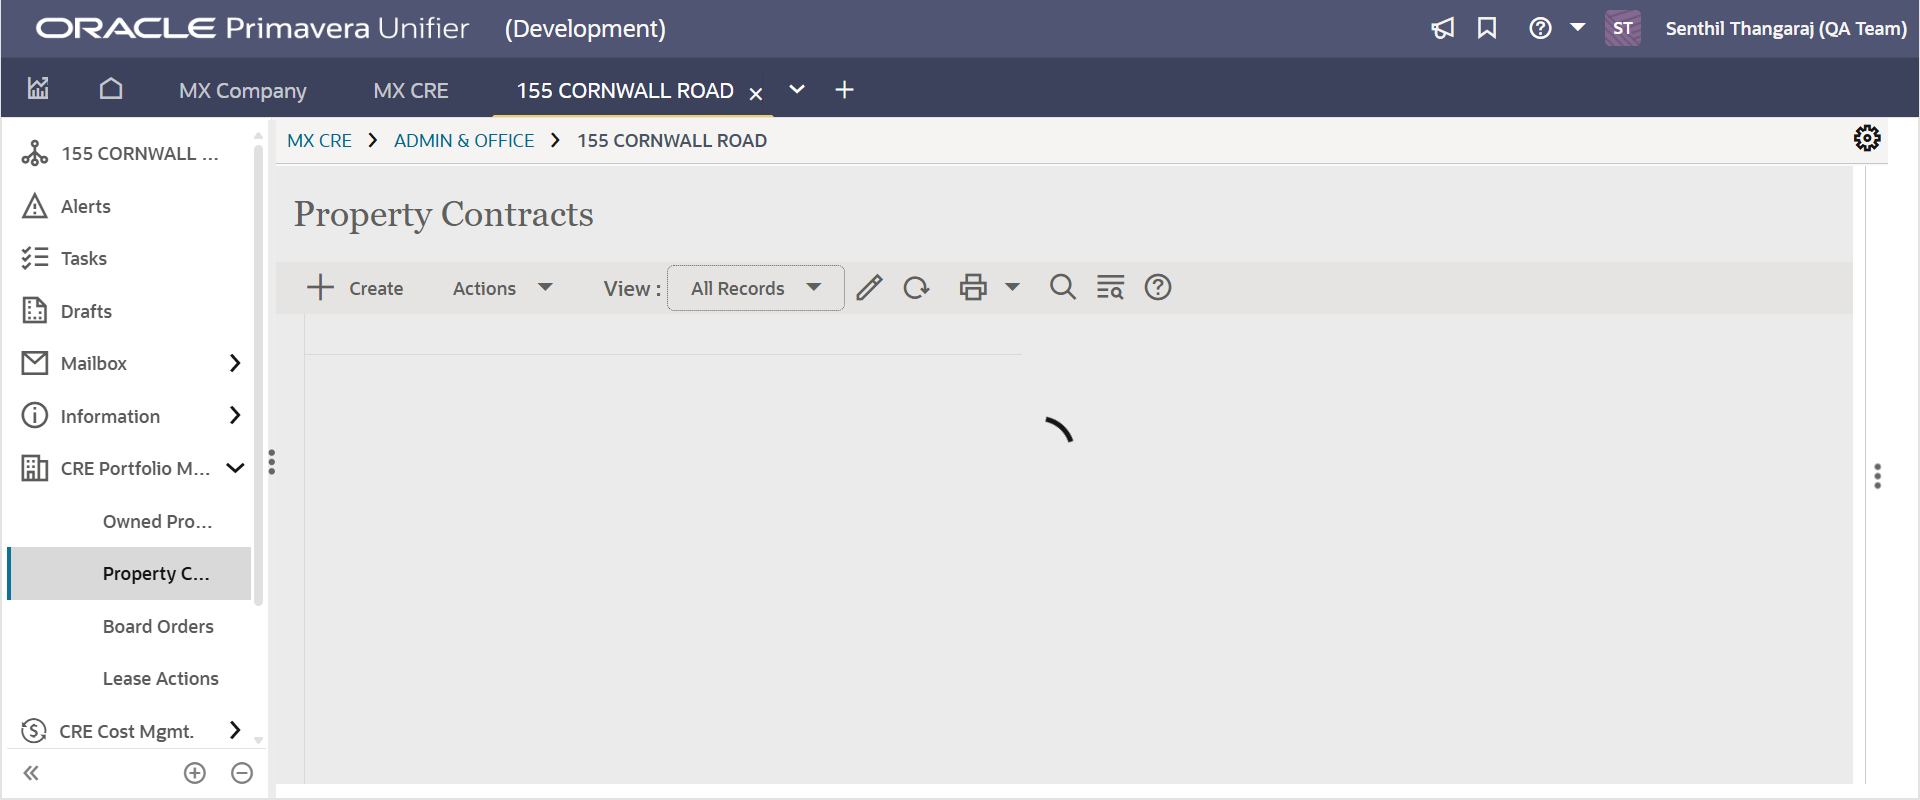 ORACLE Primavera Unifier (Development)
ST Senthil Thangaraj (QA Team)
MX Company MX CRE 155 CORNWALL ROAD
155 CORNWALL ...
Alerts
Tasks
Drafts
Mailbox
Information
CRE Portfolio M...
Owned Pro...
Property C...
Board Orders
Lease Actions
CRE Cost Mgmt.
MX CRE ADMIN & OFFICE 155 CORNWALL ROAD
Property Contracts
Create Actions View : All Records